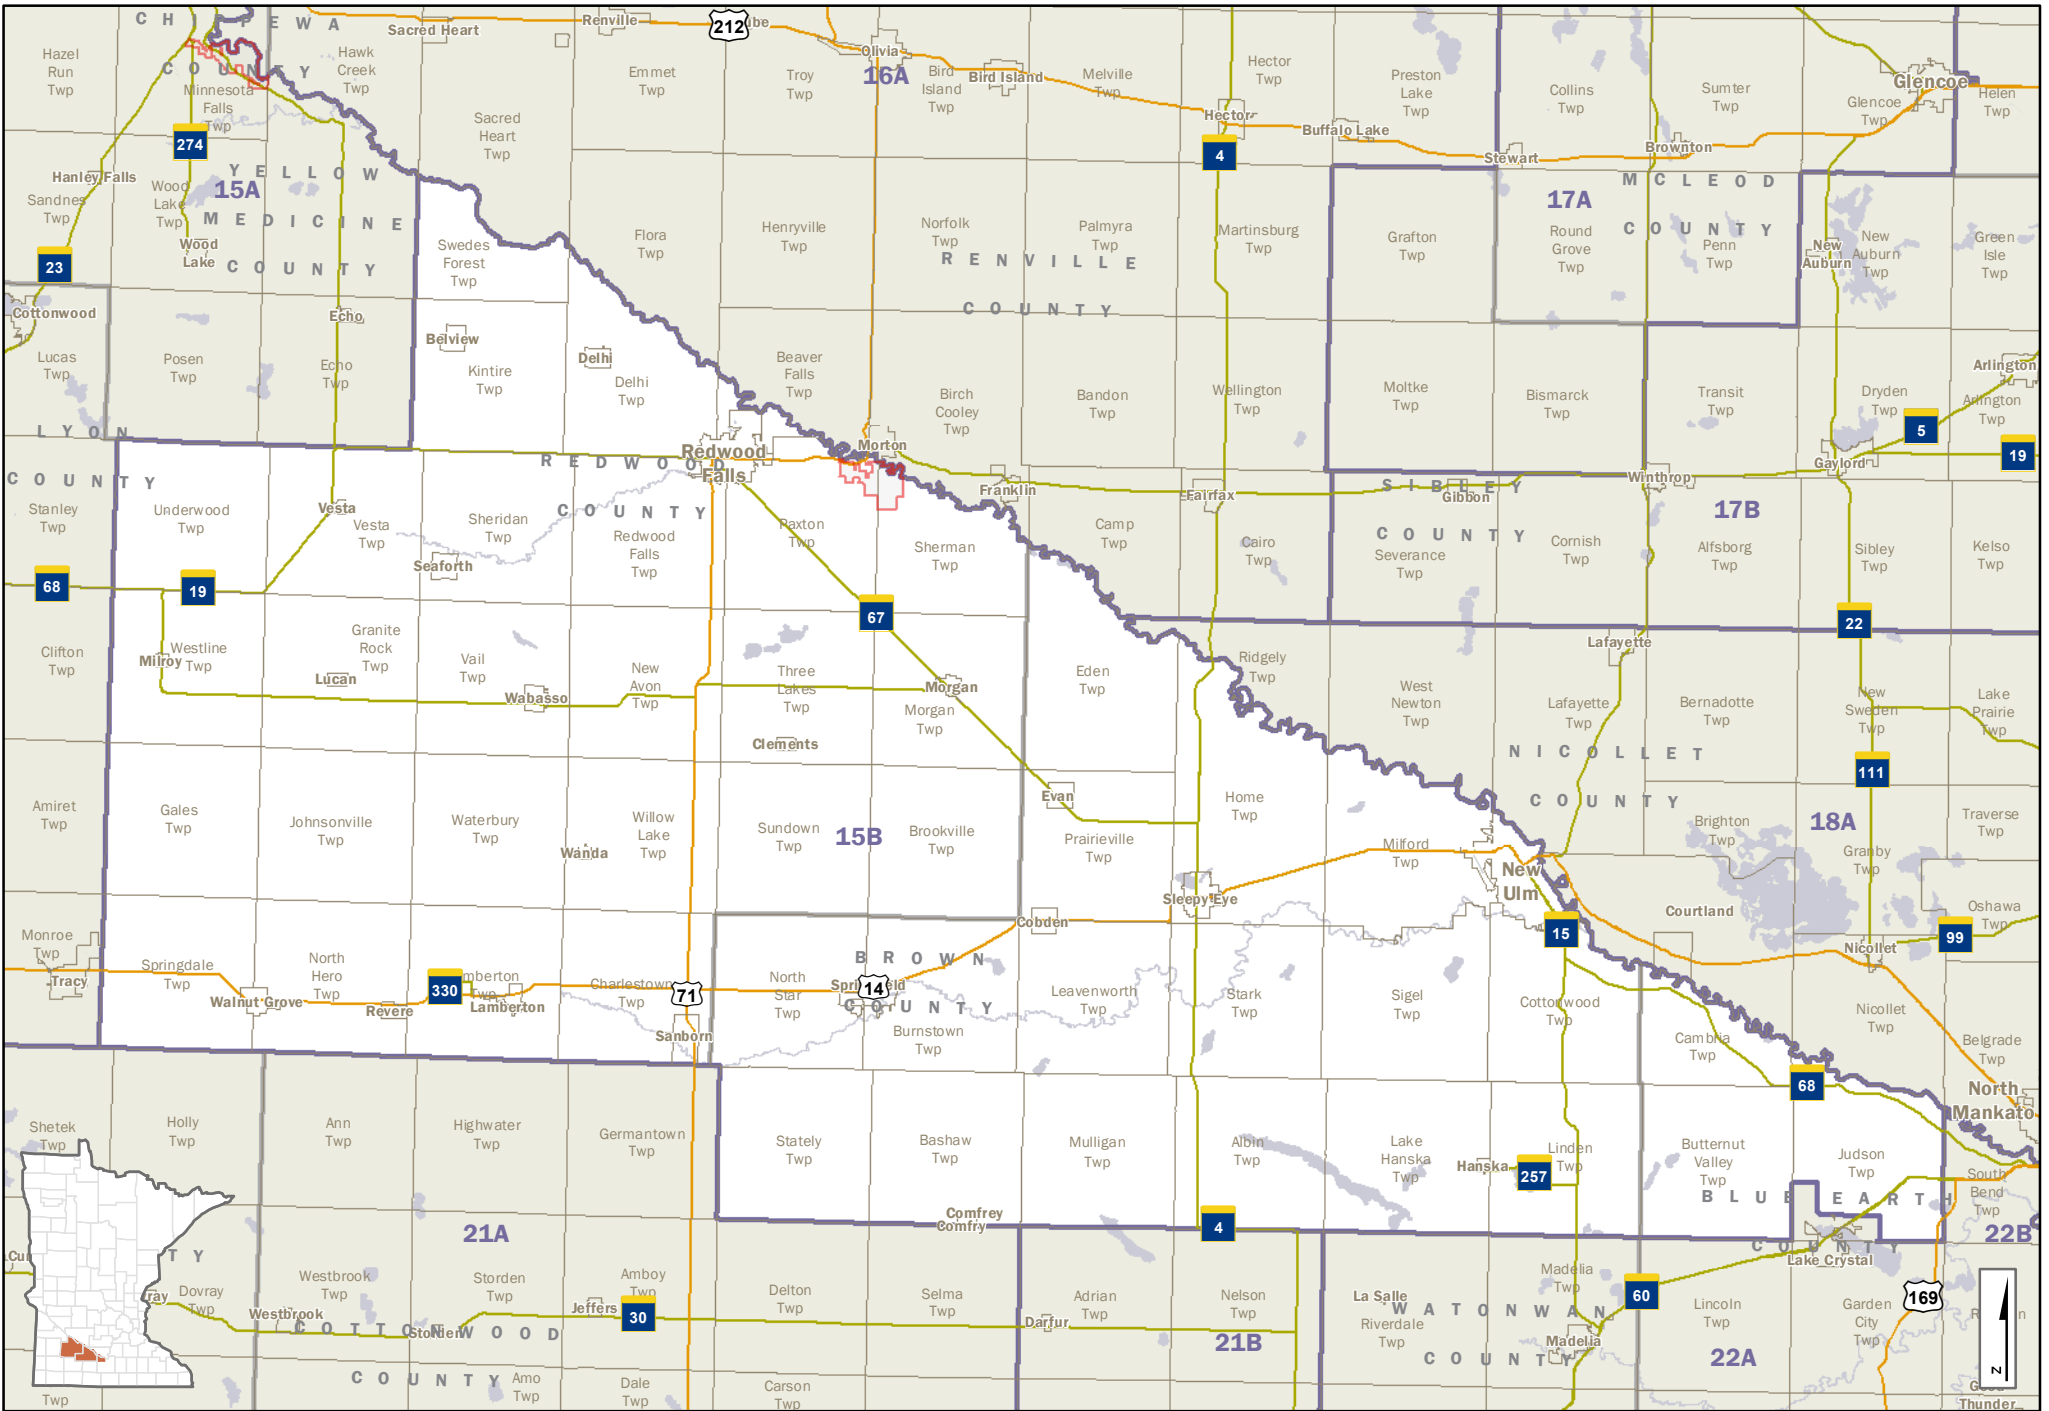 C H I P P E W A
C O U N T Y
Hazel
Run
Twp
Hawk
Creek
Twp
Minnesota
Falls
Twp
274
Sacred Heart
Renville
212
Olivia
16A
Bird
Island
Twp
Bird Island
Emmet
Twp
Troy
Twp
Melville
Twp
Hector
Twp
Hector
4
Preston
Lake
Twp
Buffalo Lake
Stewart
Collins
Twp
Sumter
Twp
Brownton
Glencoe
Glencoe
Twp
Helen
Twp
Sacred
Heart
Twp
Hanley Falls
Sandnes
Twp
23
Wood
Lake
Twp
15A
Wood
Lake
Y E L L O W
M E D I C I N E
C O U N T Y
Swedes
Forest
Twp
Flora
Twp
Henryville
Twp
Norfolk
Twp
Palmyra
Twp
R E N V I L L E
C O U N T Y
Martinsburg
Twp
Grafton
Twp
17A
Round
Grove
Twp
M C L E O D
C O U N T Y
Penn
Twp
New
Auburn
New
Auburn
Twp
Green
Isle
Twp
Cottonwood
Echo
Belview
Delhi
Lucas
Twp
Posen
Twp
Echo
Twp
Kintire
Twp
Delhi
Twp
Beaver
Falls
Twp
Birch
Cooley
Twp
Bandon
Twp
Wellington
Twp
Moltke
Twp
Bismarck
Twp
Transit
Twp
Dryden
Twp
Arlington
Arlington
Twp
5
19
L Y O N
C O U N T Y
Redwood
Falls
R E D W O O D
C O U N T Y
Morton
Franklin
Fairfax
S I B L E Y
C O U N T Y
Gibbon
Winthrop
Gaylord
17B
Stanley
Twp
Underwood
Twp
Vesta
Vesta
Twp
Sheridan
Twp
Seaforth
Redwood
Falls
Twp
Paxton
Twp
Sherman
Twp
Camp
Twp
Cairo
Twp
Severance
Twp
Cornish
Twp
Alfsborg
Twp
Sibley
Twp
Kelso
Twp
68
19
67
22
Clifton
Twp
Milroy
Westline
Twp
Granite
Rock
Twp
Lucan
Vail
Twp
Wabasso
New
Avon
Twp
Three
Lakes
Twp
Morgan
Morgan
Twp
Clements
Eden
Twp
Ridgely
Twp
West
Newton
Twp
Lafayette
Lafayette
Twp
Bernadotte
Twp
New
Sweden
Twp
Lake
Prairie
Twp
N I C O L L E T
C O U N T Y
111
Amiret
Twp
Gales
Twp
Johnsonville
Twp
Waterbury
Twp
Willow
Lake
Twp
Wanda
Sundown
Twp
15B
Brookville
Twp
Evan
Prairieville
Twp
Home
Twp
Milford
Twp
New
Ulm
Brighton
Twp
18A
Granby
Twp
Traverse
Twp
Sleepy Eye
Cobden
15
Courtland
Nicollet
99
Oshawa
Twp
Monroe
Twp
Tracy
Springdale
Twp
Walnut Grove
North
Hero
Twp
Revere
330
Lamberton
Charlestown
Twp
71
Sanborn
North
Star
Twp
14
B R O W N
C O U N T Y
Burnstown
Twp
Leavenworth
Twp
Stark
Twp
Sigel
Twp
Cottonwood
Twp
Cambria
Twp
68
Nicollet
Twp
Belgrade
Twp
North
Mankato
Shetek
Twp
Holly
Twp
Ann
Twp
Highwater
Twp
Germantown
Twp
Stately
Twp
Bashaw
Twp
Mulligan
Twp
Albin
Twp
Lake
Hanska
Twp
Hanska
257
Linden
Twp
Butternut
Valley
Twp
Judson
Twp
South
Bend
Twp
B L U E E A R T H
C O U N T Y
22B
Lake Crystal
Comfrey
Comfry
4
21A
T Y
Dovray
Twp
Westbrook
Twp
Westbrook
Storden
Twp
Storden
Amboy
Twp
Jeffers
30
Delton
Twp
Selma
Twp
Darfur
Adrian
Twp
Nelson
Twp
21B
La Salle
Riverdale
Twp
W A T O N W A N
C O U N T Y
Madelia
Twp
Madelia
60
22A
Lincoln
Twp
Garden
City
Twp
169
C O T T O N W O O D
C O U N T Y
Amo
Twp
Dale
Twp
Carson
Twp
Twp
Thunder
N